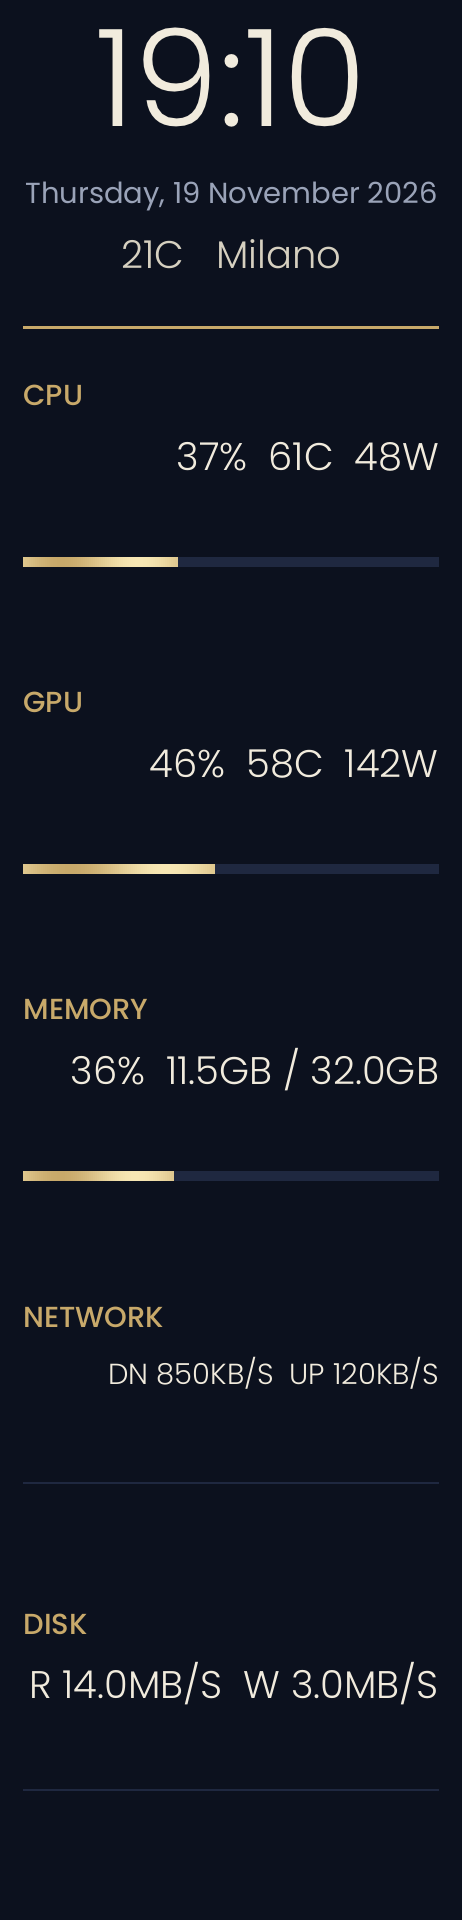 19:10
Thursday, 19 November 2026
21C Milano
CPU
37% 61C 48W
GPU
46% 58C 142W
MEMORY
36% 11.5GB / 32.0GB
NETWORK
DN 850KB/S UP 120KB/S
DISK
R 14.0MB/S W 3.0MB/S